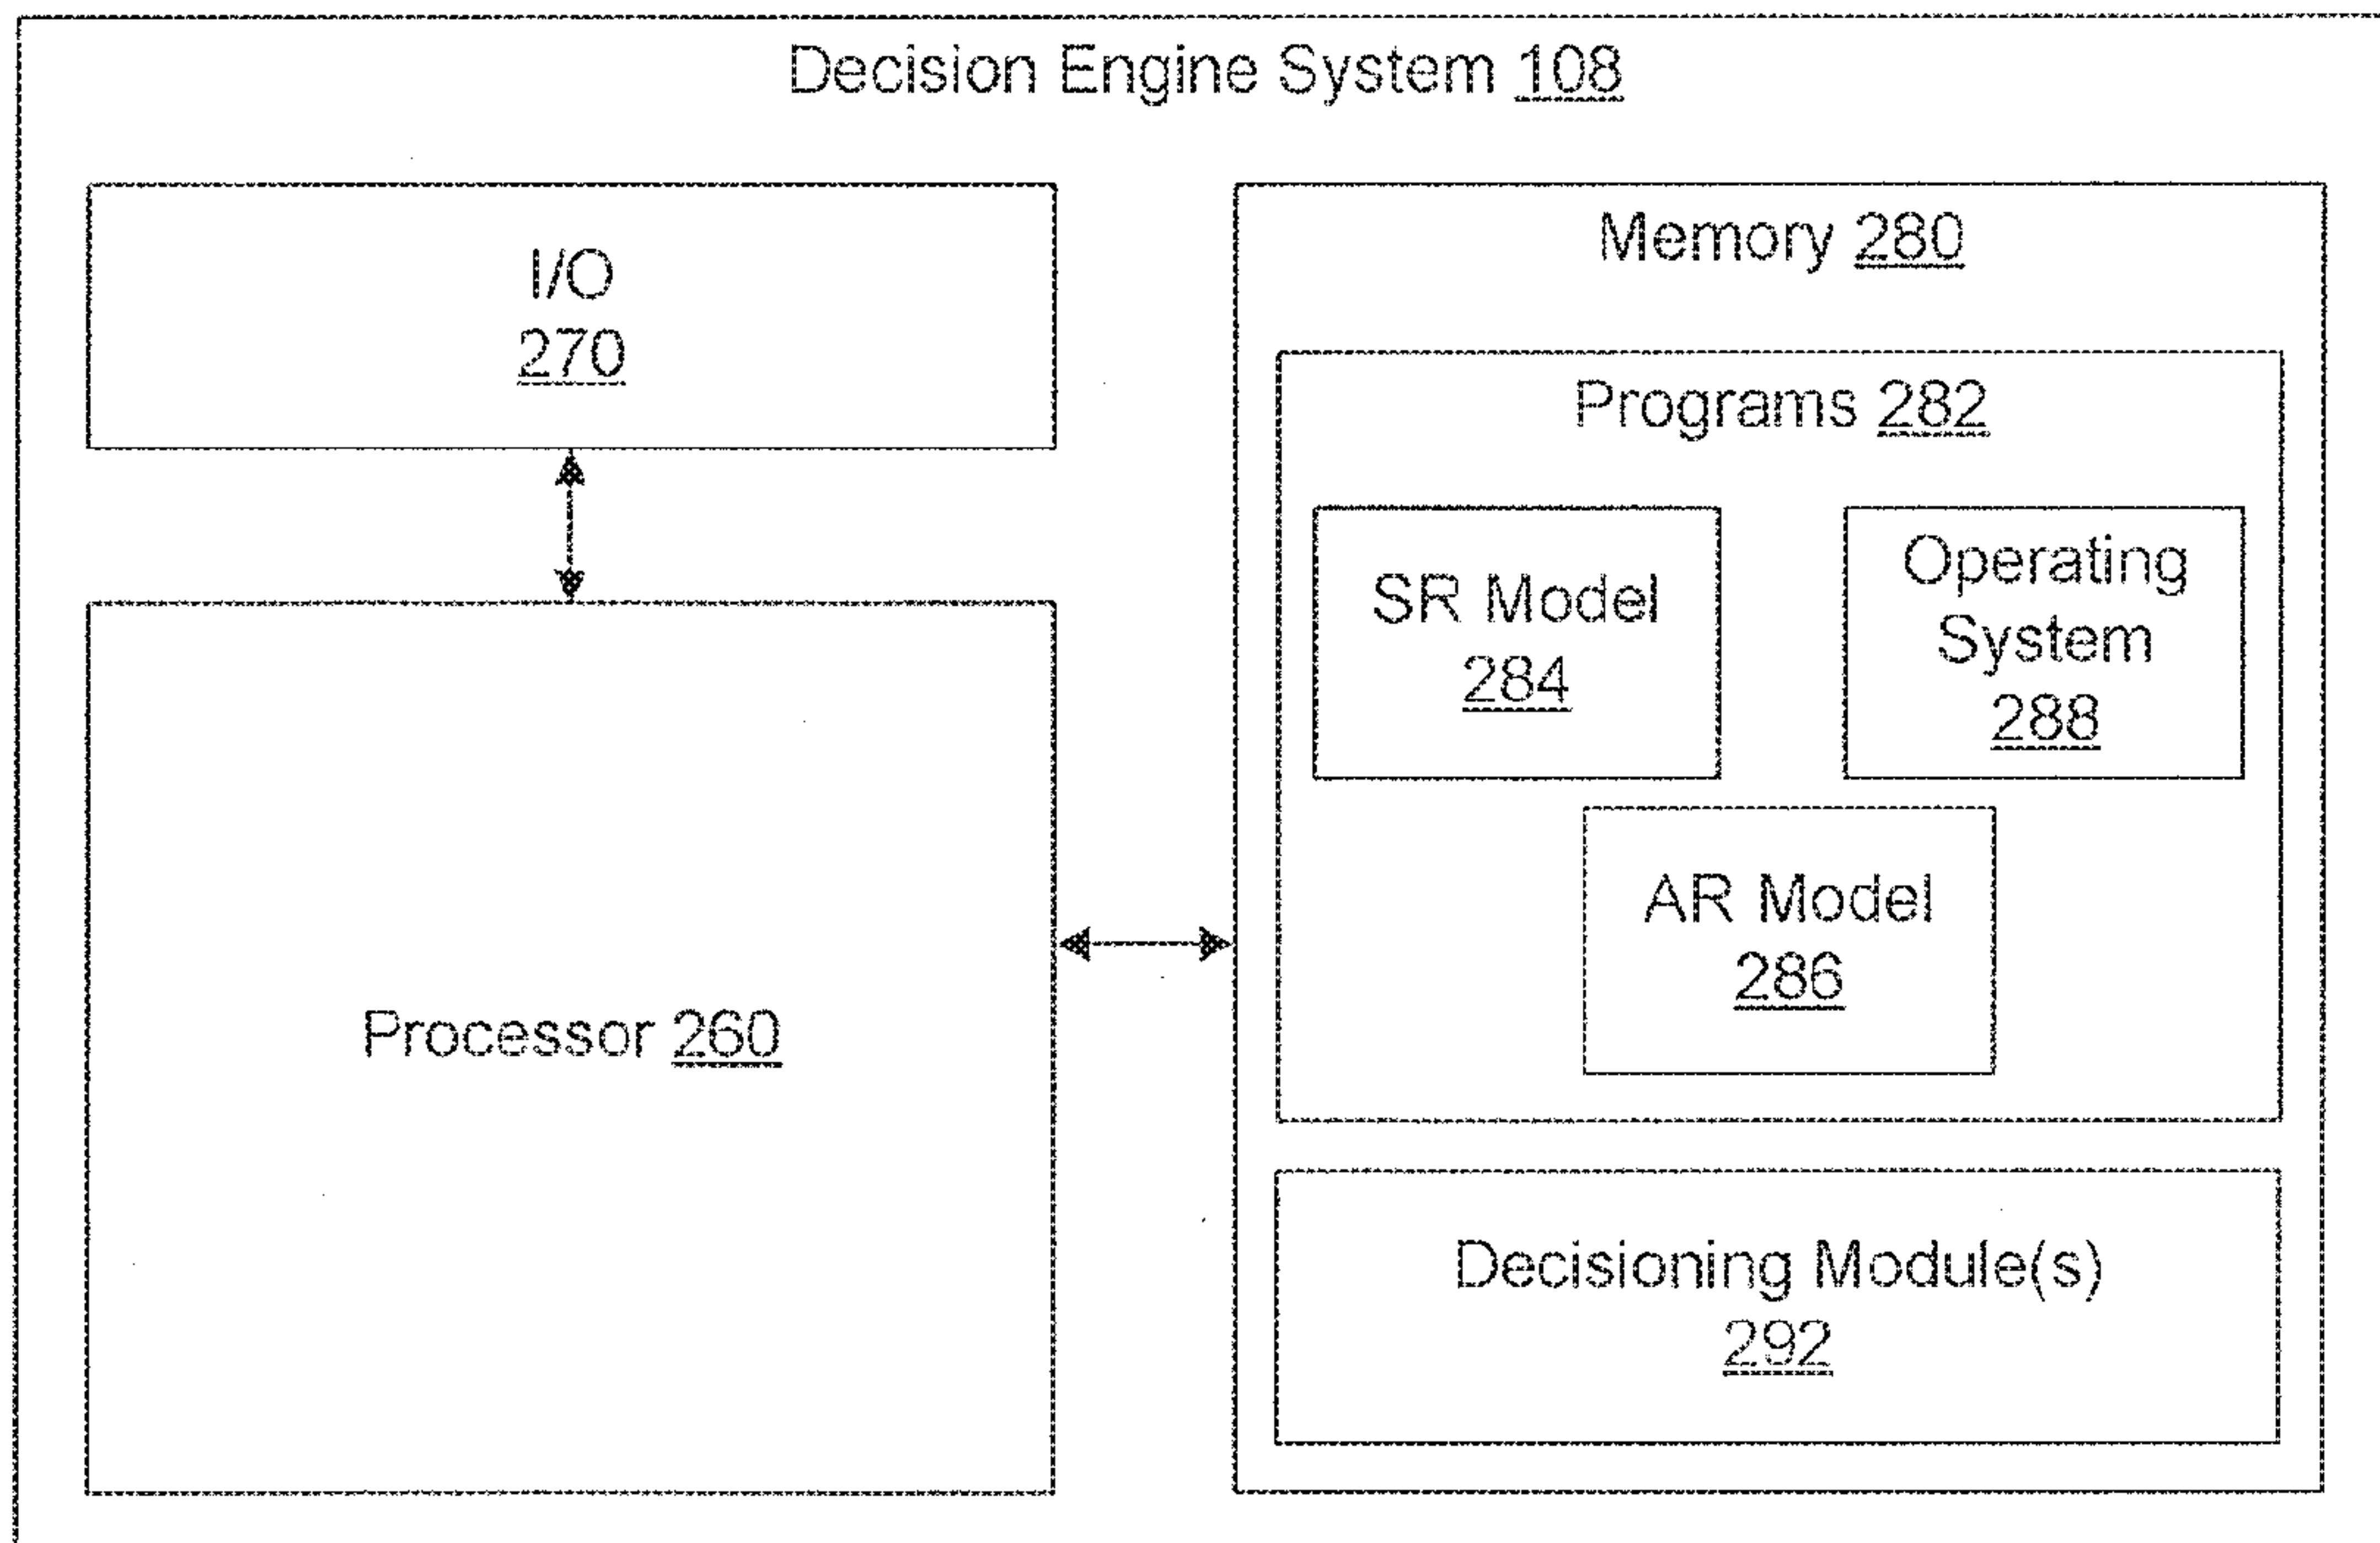 Decision Engine System 108
I/O
270
Processor 260
Memory 280
Programs 282
SR Model
284
Operating
System
288
AR Model
286
Decisioning Module(s)
292